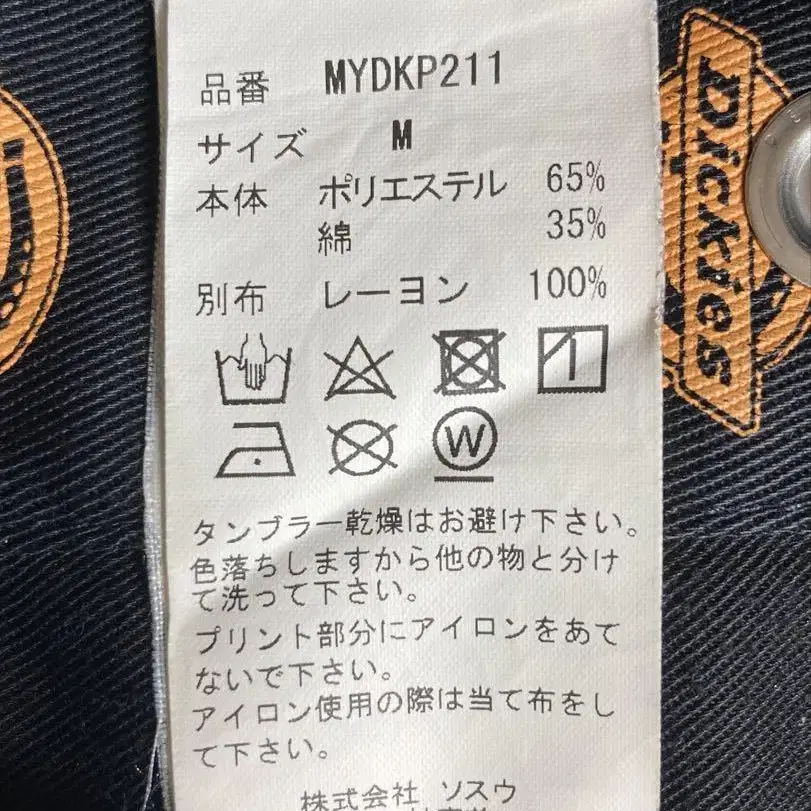 品番 MYDKP211
サイズ M
本体 ポリエステル 65%
綿 35%
別布 レーヨン 100%
W
タンブラー乾燥はお避け下さい。
色落ちしますから他の物と分け
て洗って下さい。
プリント部分にアイロンをあて
ないで下さい。
アイロン使用の際は当て布をし
て下さい。
株式会社 ソスウ
Dickies